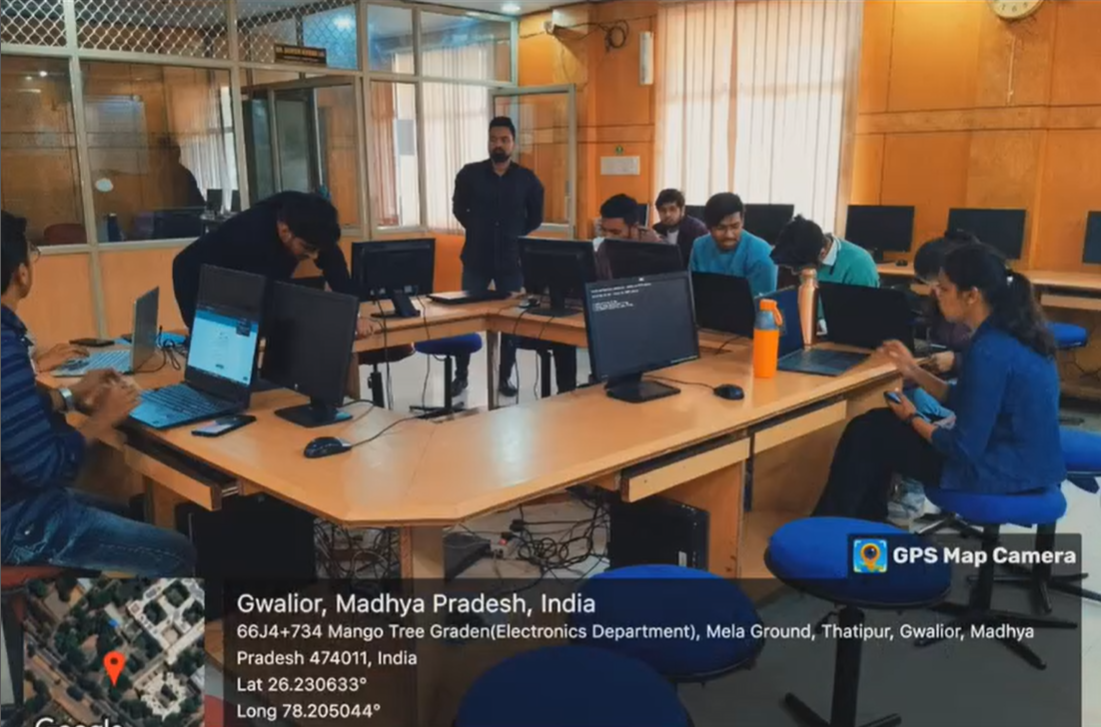 GPS Map Camera
Gwalior, Madhya Pradesh, India
66J4+734 Mango Tree Graden(Electronics Department), Mela Ground, Thatipur, Gwalior, Madhya
Pradesh 474011, India
Lat 26.230633°
Long 78.205044°
Google